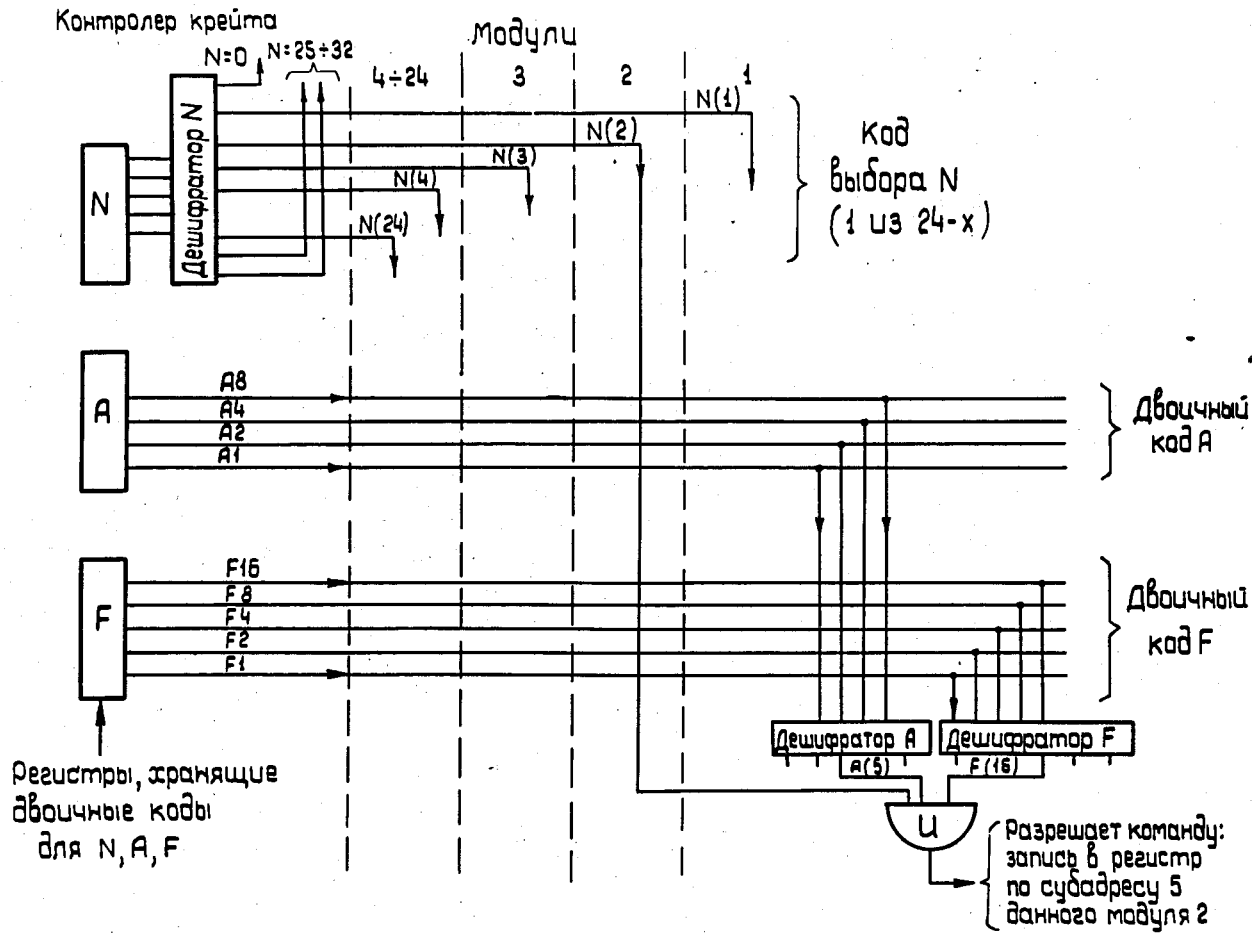 Контролер крейта
Модули
N=0
N=25÷32
4÷24
3
2
1
N(1)
N(2)
N(3)
N(4)
N(24)
N
Дешифратор N
Код
выбора N
(1 из 24-х)
A
A8
A4
A2
A1
Двоичный
код A
F
F16
F8
F4
F2
F1
Двоичный
код F
Дешифратор A
Дешифратор F
A(5)
F(16)
И
Регистры, хранящие
двоичные коды
для N, A, F
Разрешает команду:
запись в регистр
по субадресу 5
данного модуля 2